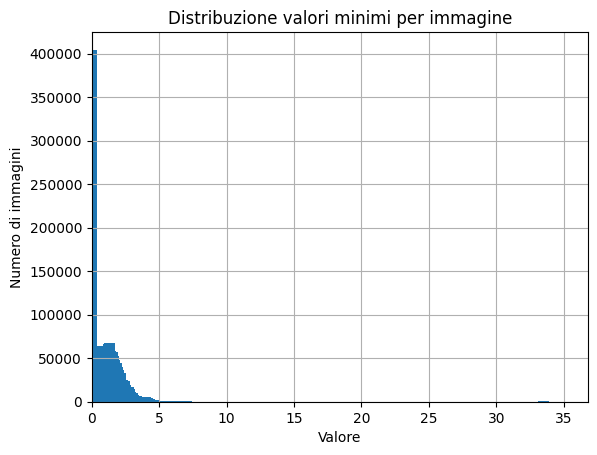 Distribuzione valori minimi per immagine
Numero di immagini
400000
350000
300000
250000
200000
150000
100000
50000
0
0 5 10 15 20 25 30 35
Valore